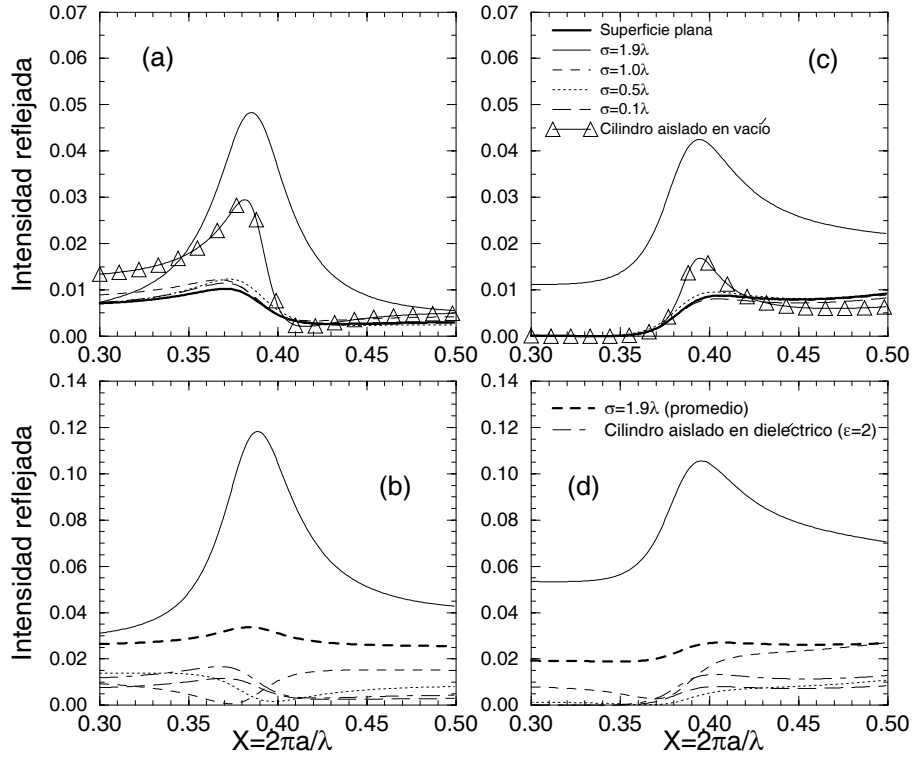 0.07
0.06
0.05
0.04
0.03
0.02
0.01
0.00
Intensidad reflejada
(a)
0.30 0.35 0.40 0.45 0.50
0.07
0.06
0.05
0.04
0.03
0.02
0.01
0.00
(c)
Superficie plana
σ=1.9λ
σ=1.0λ
σ=0.5λ
σ=0.1λ
Cilindro aislado en vacío
0.30 0.35 0.40 0.45 0.50
0.14
0.12
0.10
0.08
0.06
0.04
0.02
0.00
Intensidad reflejada
(b)
0.30 0.35 0.40 0.45 0.50
X=2πa/λ
0.14
0.12
0.10
0.08
0.06
0.04
0.02
0.00
σ=1.9λ (promedio)
Cilindro aislado en dieléctrico (ε=2)
(d)
0.30 0.35 0.40 0.45 0.50
X=2πa/λ